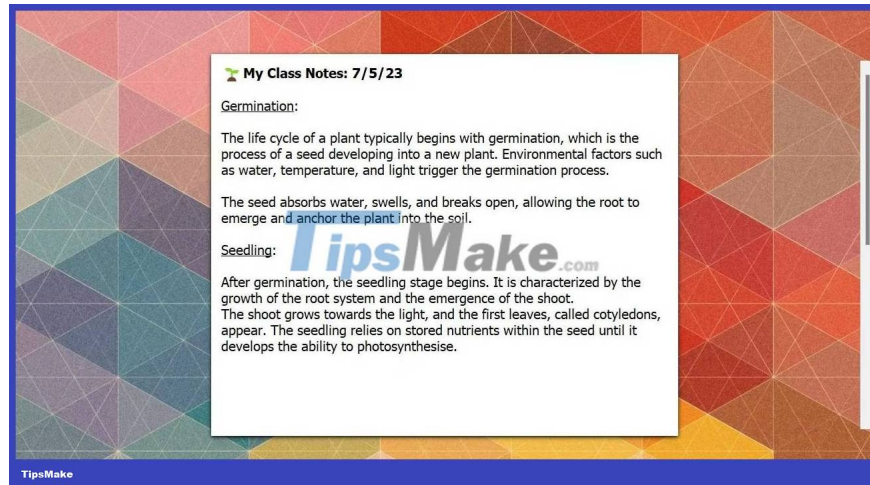 My Class Notes: 7/5/23
Germination:
The life cycle of a plant typically begins with germination, which is the
process of a seed developing into a new plant. Environmental factors such
as water, temperature, and light trigger the germination process.
The seed absorbs water, swells, and breaks open, allowing the root to
emerge and anchor the plant into the soil.
TipsMake.com
Seedling:
After germination, the seedling stage begins. It is characterized by the
growth of the root system and the emergence of the shoot.
The shoot grows towards the light, and the first leaves, called cotyledons,
appear. The seedling relies on stored nutrients within the seed until it
develops the ability to photosynthesise.
TipsMake